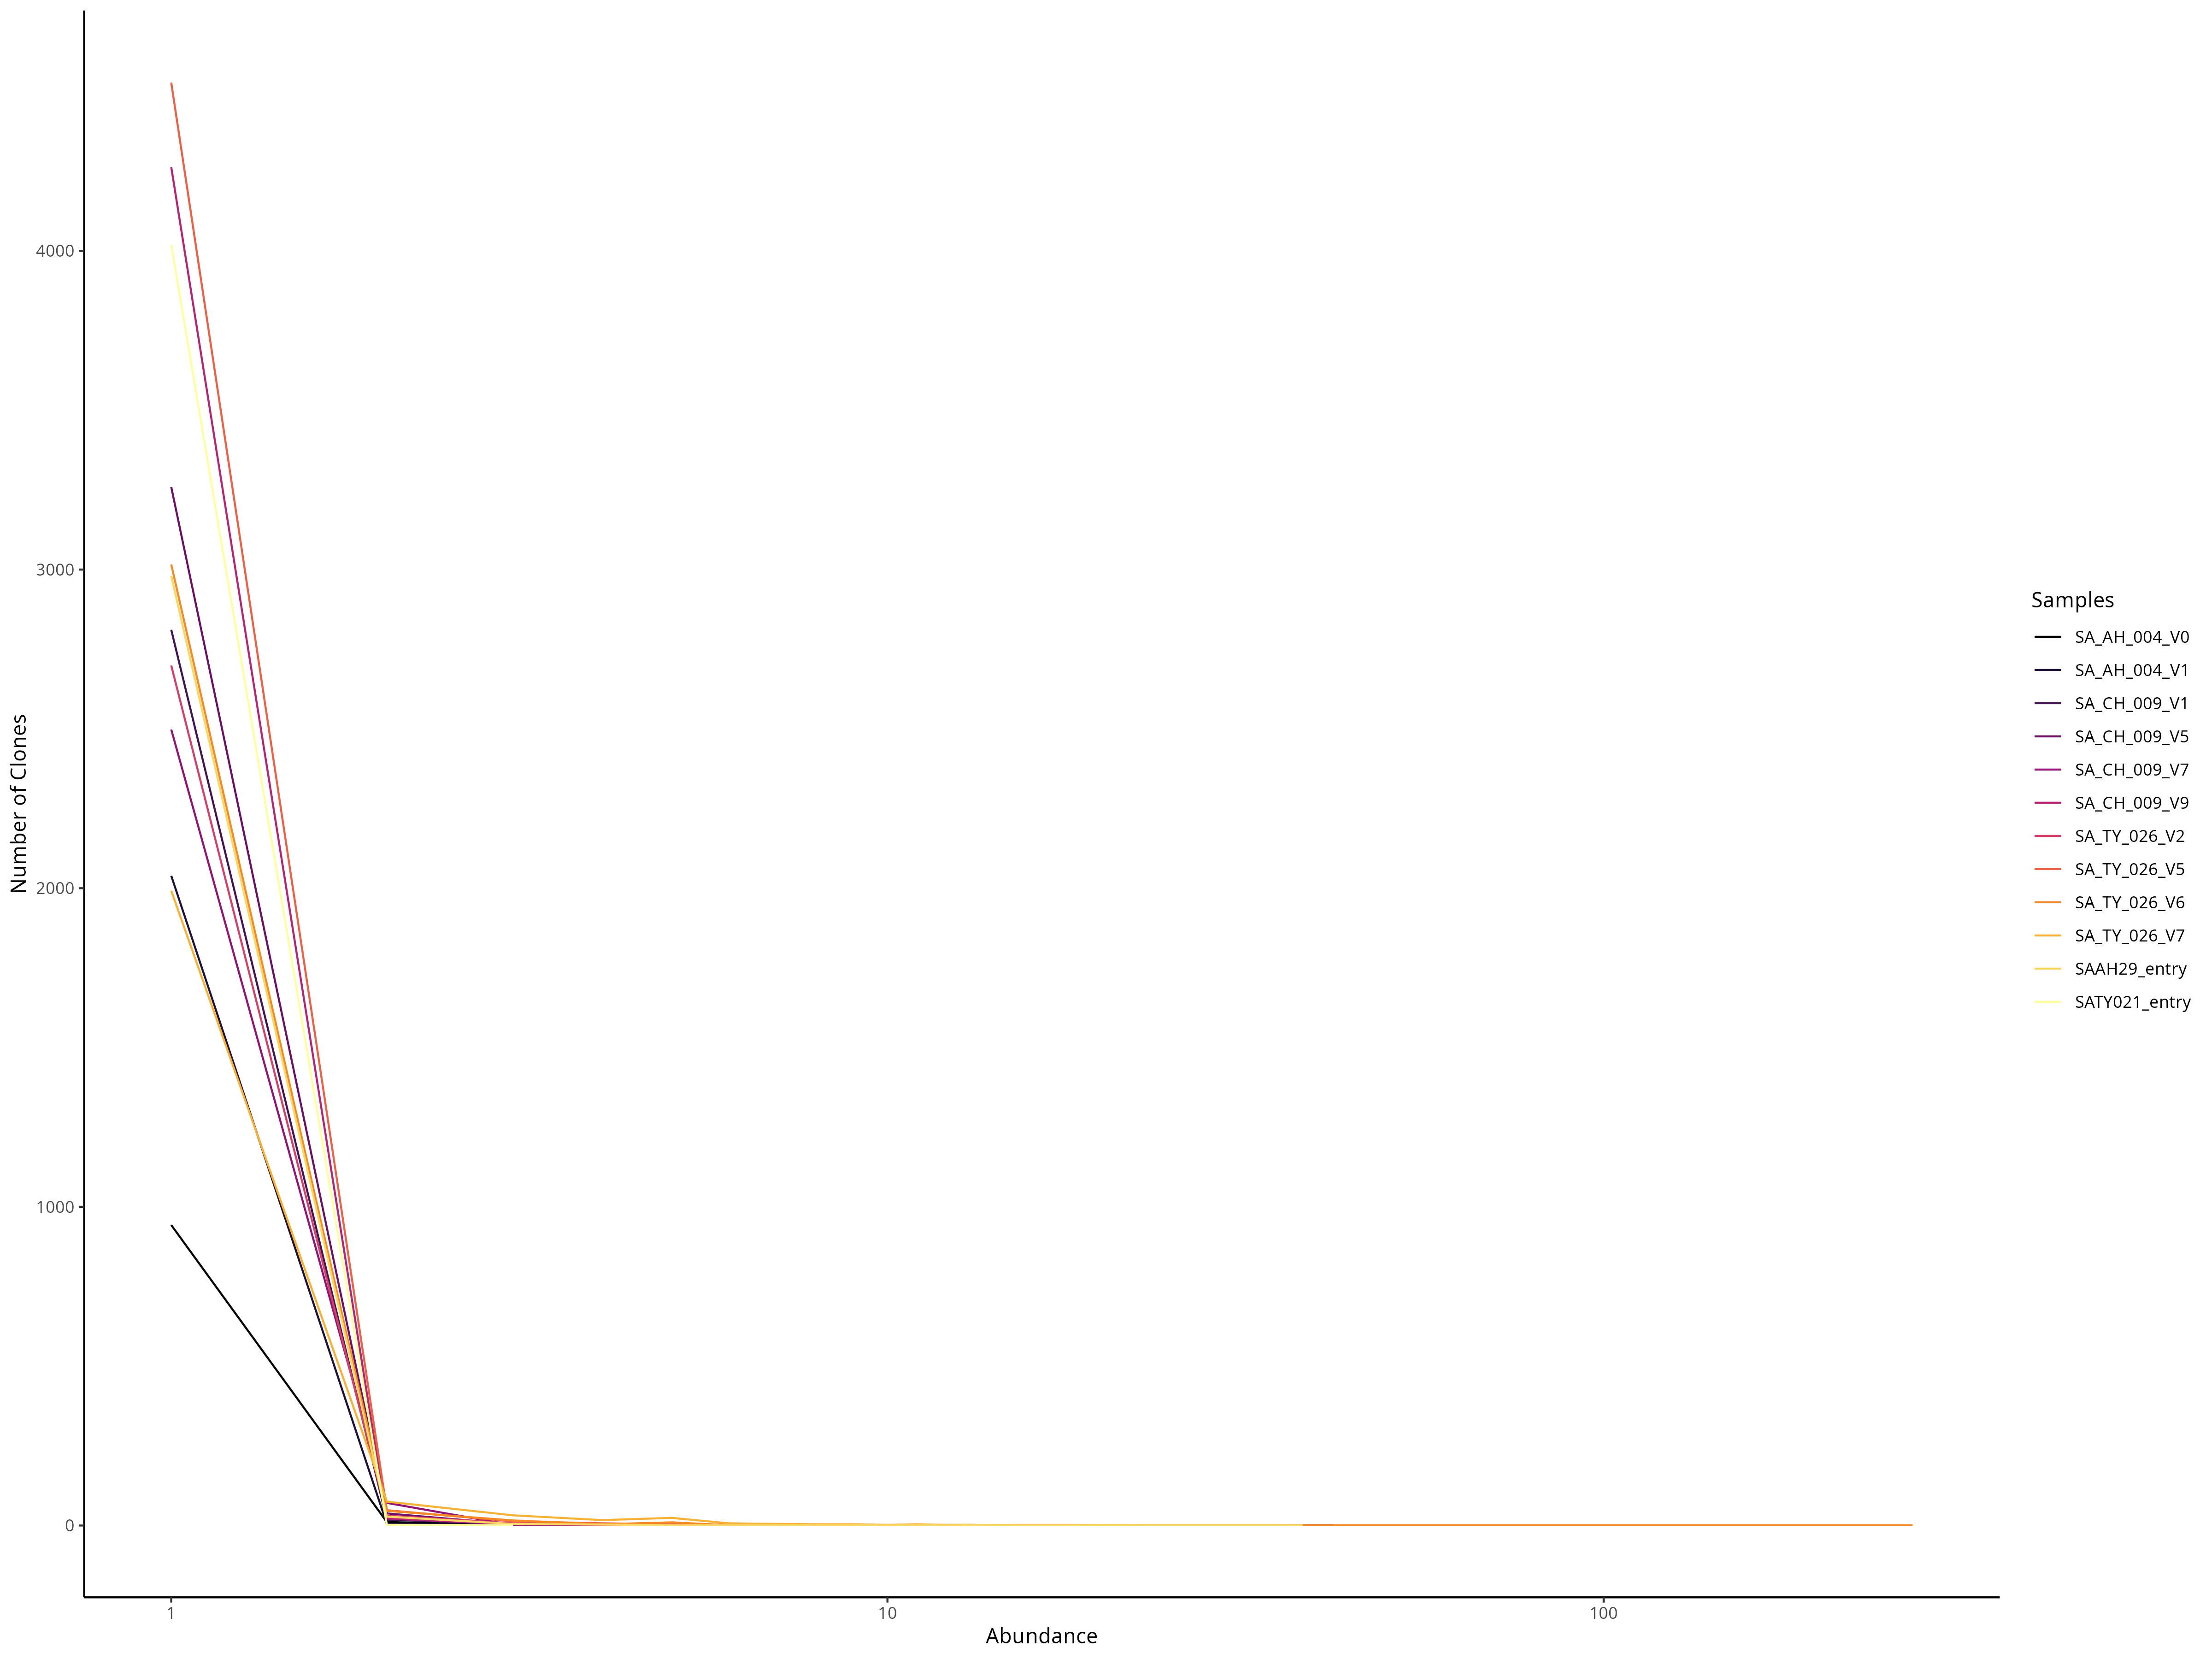 4000
3000
2000
1000
0
Number of Clones
1
10
100
Abundance
Samples
SA_AH_004_V0
SA_AH_004_V1
SA_CH_009_V1
SA_CH_009_V5
SA_CH_009_V7
SA_CH_009_V9
SA_TY_026_V2
SA_TY_026_V5
SA_TY_026_V6
SA_TY_026_V7
SAAH29_entry
SATY021_entry